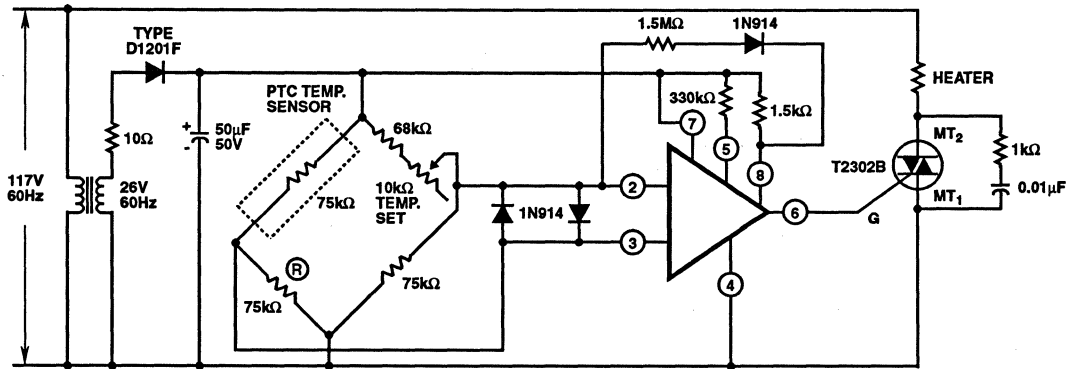 117V
60Hz
TYPE
D1201F
10Ω
26V
60Hz
+
-
50μF
50V
PTC TEMP.
SENSOR
75kΩ
68kΩ
10kΩ
TEMP.
SET
R
75kΩ
75kΩ
1N914
1.5MΩ
1N914
330kΩ
1.5kΩ
7
5
8
2
3
6
4
G
HEATER
MT2
T2302B
MT1
1kΩ
0.01μF